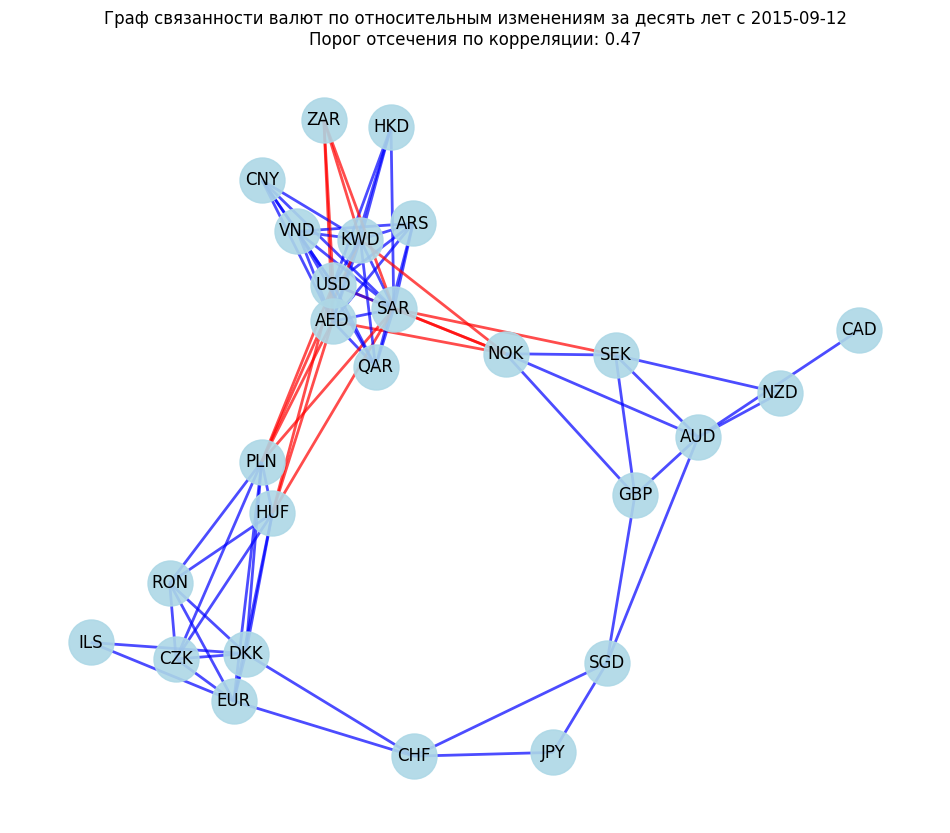 Граф связанности валют по относительным изменениям за десять лет с 2015-09-12
Порог отсечения по корреляции: 0.47
ZAR
HKD
CNY
VND
KWD
ARS
USD
AED
SAR
QAR
NOK
SEK
CAD
NZD
AUD
PLN
GBP
HUF
RON
ILS
CZK
DKK
SGD
EUR
CHF
JPY